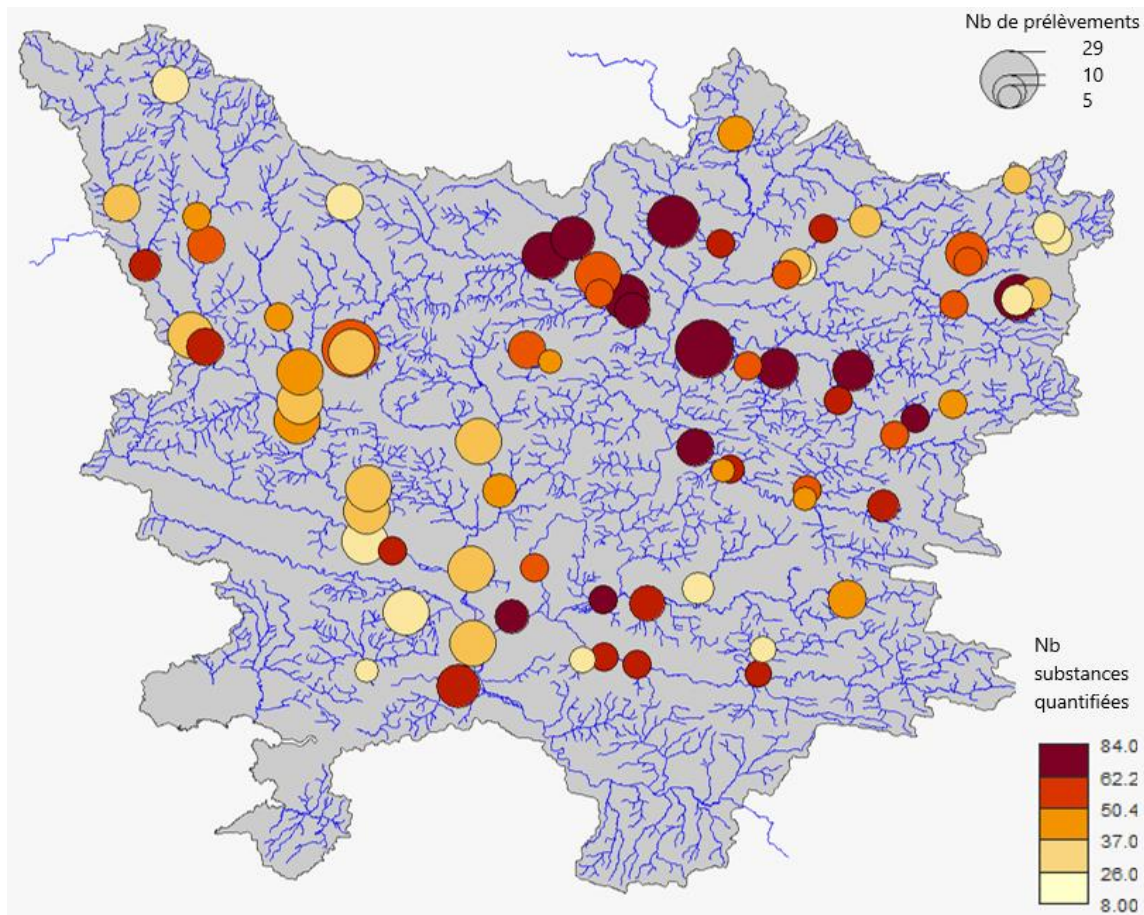 Nb de prélèvements
29
10
5
Nb
substances
quantifiées
84.0
62.2
50.4
37.0
26.0
8.00